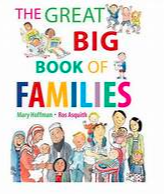 THE GREAT
BIG
BOOK OF
FAMILIES
Mary Hoffman • Ros Asquith